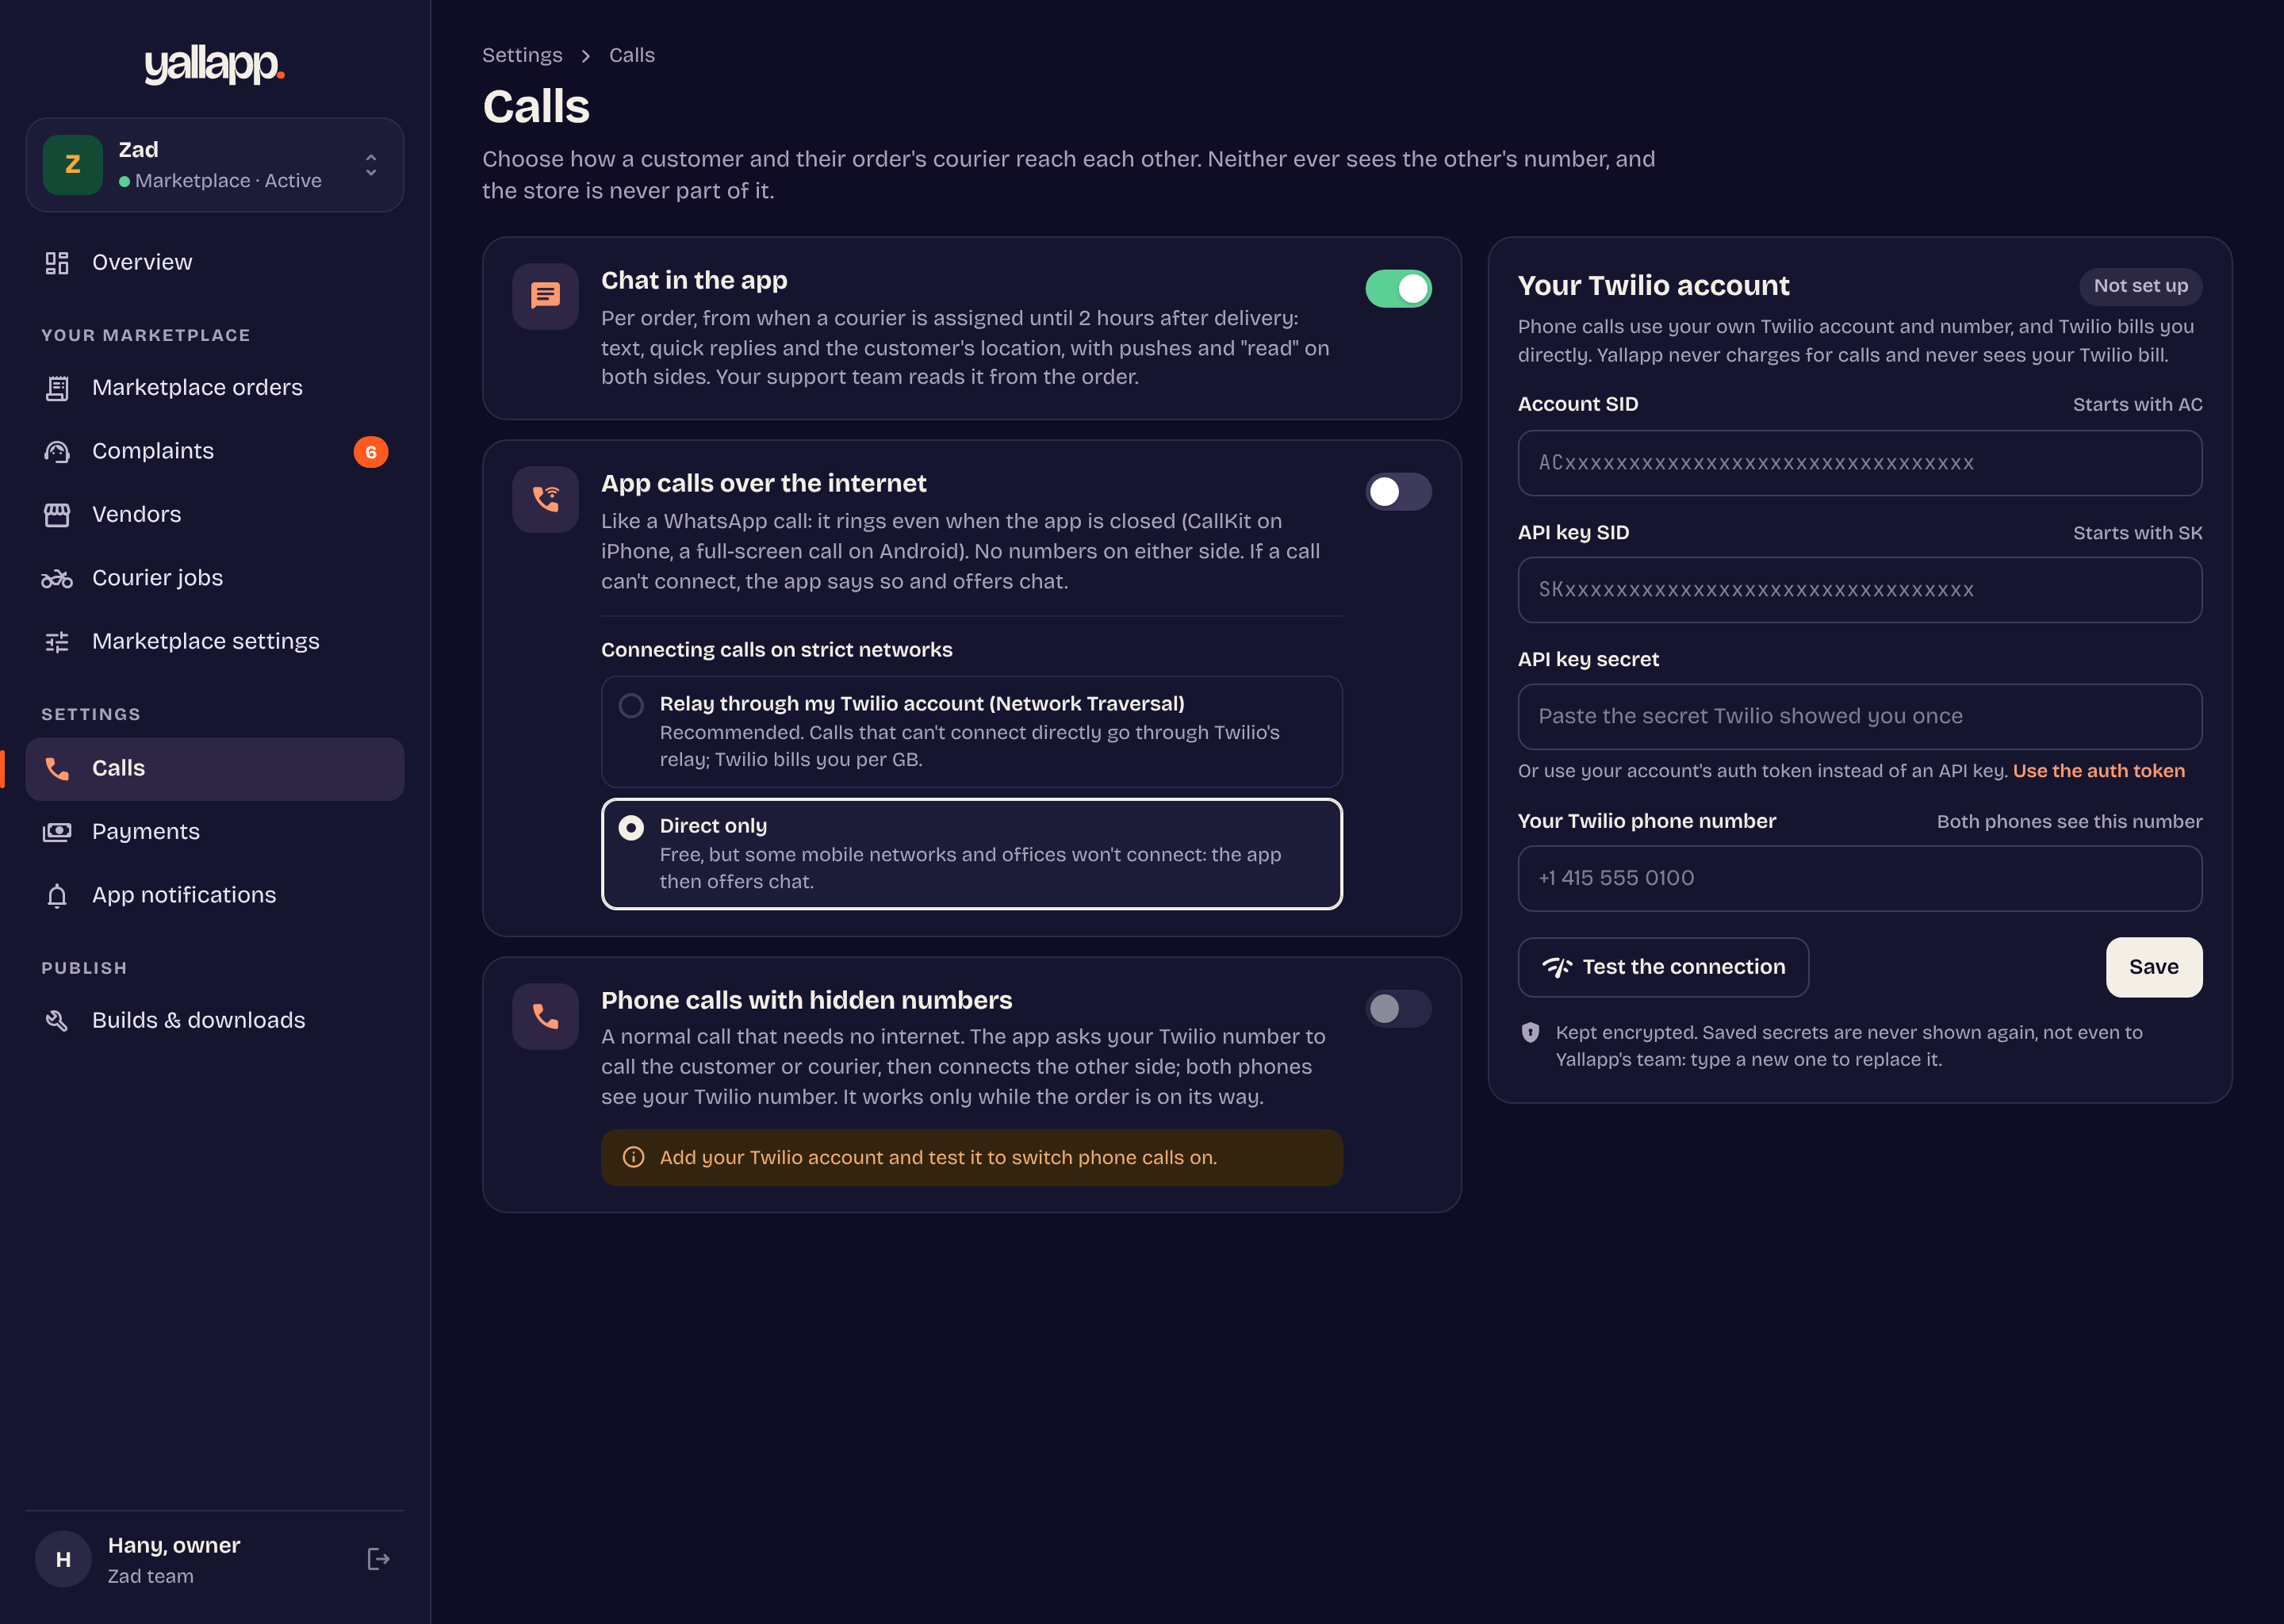 yallapp.
Z
Zad
Marketplace · Active
Overview
YOUR MARKETPLACE
Marketplace orders
Complaints
6
Vendors
Courier jobs
Marketplace settings
SETTINGS
Calls
Payments
App notifications
PUBLISH
Builds & downloads
H
Hany, owner
Zad team
Settings > Calls
Calls
Choose how a customer and their order's courier reach each other. Neither ever sees the other's number, and
the store is never part of it.
Chat in the app
Per order, from when a courier is assigned until 2 hours after delivery:
text, quick replies and the customer's location, with pushes and "read" on
both sides. Your support team reads it from the order.
App calls over the internet
Like a WhatsApp call: it rings even when the app is closed (CallKit on
iPhone, a full-screen call on Android). No numbers on either side. If a call
can't connect, the app says so and offers chat.
Connecting calls on strict networks
Relay through my Twilio account (Network Traversal)
Recommended. Calls that can't connect directly go through Twilio's
relay; Twilio bills you per GB.
Direct only
Free, but some mobile networks and offices won't connect: the app
then offers chat.
Phone calls with hidden numbers
A normal call that needs no internet. The app asks your Twilio number to
call the customer or courier, then connects the other side; both phones
see your Twilio number. It works only while the order is on its way.
Add your Twilio account and test it to switch phone calls on.
Your Twilio account
Not set up
Phone calls use your own Twilio account and number, and Twilio bills you
directly. Yallapp never charges for calls and never sees your Twilio bill.
Account SID
Starts with AC
ACxxxxxxxxxxxxxxxxxxxxxxxxxxxxxxxx
API key SID
Starts with SK
SKxxxxxxxxxxxxxxxxxxxxxxxxxxxxxxxx
API key secret
Paste the secret Twilio showed you once
Or use your account's auth token instead of an API key. Use the auth token
Your Twilio phone number
Both phones see this number
+1 415 555 0100
Test the connection
Save
Kept encrypted. Saved secrets are never shown again, not even to
Yallapp's team: type a new one to replace it.